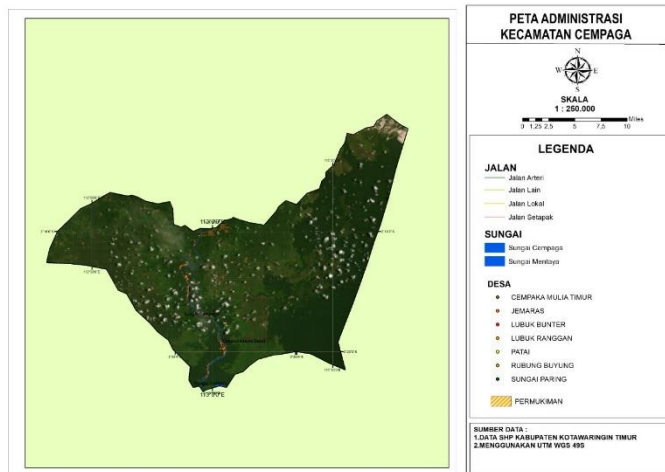 PETA ADMINISTRASI
KECAMATAN CEMPAGA
N
W E
S
SKALA
1 : 250.000
Miles
0 1,25 2,5 5 7,5 10
LEGENDA
JALAN
Jalan Arteri
Jalan Lain
Jalan Lokal
Jalan Setapak
SUNGAI
Sungai Cempaga
Sungai Mentaya
DESA
CEMPAKA MULIA TIMUR
JEMARAS
LUBUK BUNTER
LUBUK RANGGAN
PATAI
RUBUNG BUYUNG
SUNGAI PARING
PERMUKIMAN
SUMBER DATA :
1.DATA SHP KABUPATEN KOTAWARINGIN TIMUR
2.MENGGUNAKAN UTM WGS 49S